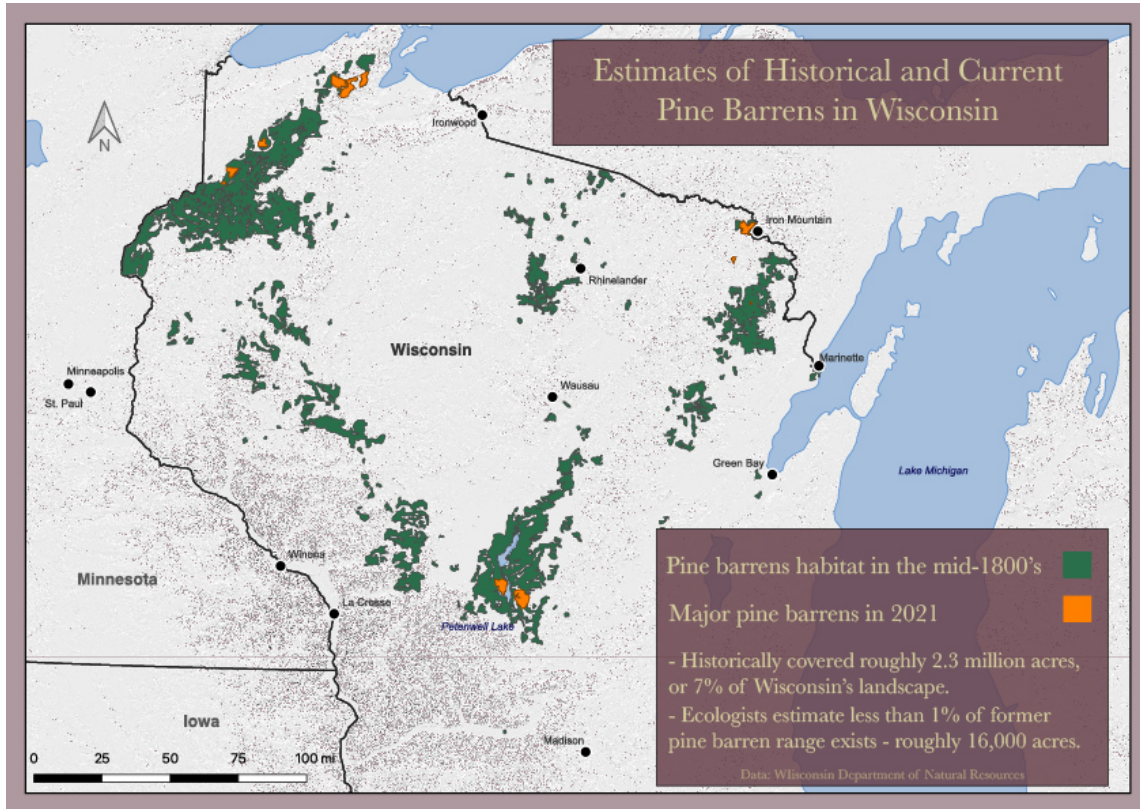 Estimates of Historical and Current
Pine Barrens in Wisconsin
N
Ironwood
Iron Mountain
Rhinelander
Wisconsin
Marinette
Minneapolis
St. Paul
Wausau
Green Bay
Lake Michigan
Winona
Minnesota
La Crosse
Petenwell Lake
Iowa
Madison
0 25 50 75 100 mi
Pine barrens habitat in the mid-1800's
Major pine barrens in 2021
- Historically covered roughly 2.3 million acres,
or 7% of Wisconsin's landscape.
- Ecologists estimate less than 1% of former
pine barren range exists - roughly 16,000 acres.
Data: WIisconsin Department of Natural Resources